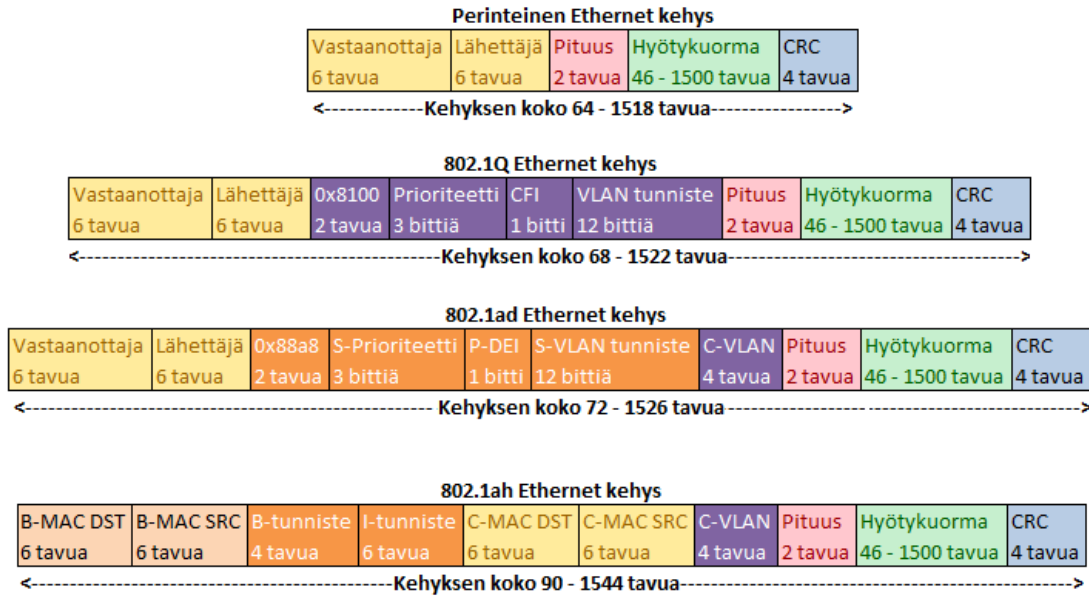 Perinteinen Ethernet kehys
Vastaanottaja Lähettäjä Pituus Hyötykuorma CRC
6 tavua 6 tavua 2 tavua 46 - 1500 tavua 4 tavua
<-------------Kehyksen koko 64 - 1518 tavua----------------->
802.1Q Ethernet kehys
Vastaanottaja Lähettäjä 0x8100 Prioriteetti CFI VLAN tunniste Pituus Hyötykuorma CRC
6 tavua 6 tavua 2 tavua 3 bittiä 1 bitti 12 bittiä 2 tavua 46 - 1500 tavua 4 tavua
<---------------------------------------------Kehyksen koko 68 - 1522 tavua------------------------------------->
802.1ad Ethernet kehys
Vastaanottaja Lähettäjä 0x88a8 S-Prioriteetti P-DEI S-VLAN tunniste C-VLAN Pituus Hyötykuorma CRC
6 tavua 6 tavua 2 tavua 3 bittiä 1 bitti 12 bittiä 4 tavua 2 tavua 46 - 1500 tavua 4 tavua
<--------------------------------------------------- Kehyksen koko 72 - 1526 tavua--------------------------------------------->
802.1ah Ethernet kehys
B-MAC DST B-MAC SRC B-tunniste I-tunniste C-MAC DST C-MAC SRC C-VLAN Pituus Hyötykuorma CRC
6 tavua 6 tavua 4 tavua 6 tavua 6 tavua 6 tavua 4 tavua 2 tavua 46 - 1500 tavua 4 tavua
<---------------------------------------------Kehyksen koko 90 - 1544 tavua-------------------------------------------------->